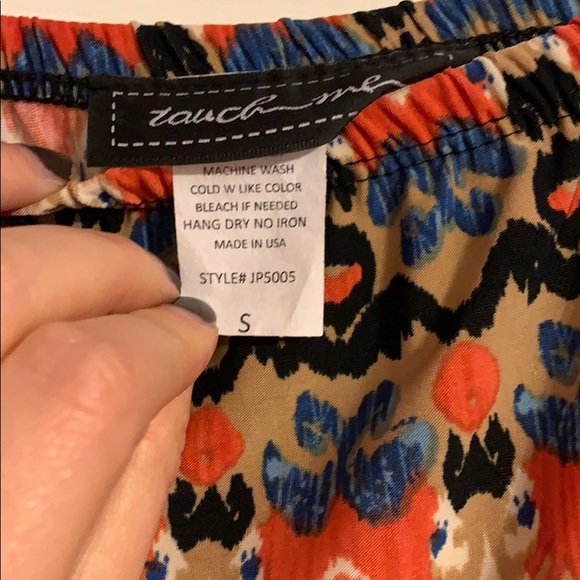 touch me
MACHINE WASH
COLD W LIKE COLOR
BLEACH IF NEEDED
HANG DRY NO IRON
MADE IN USA
STYLE# JP5005
S